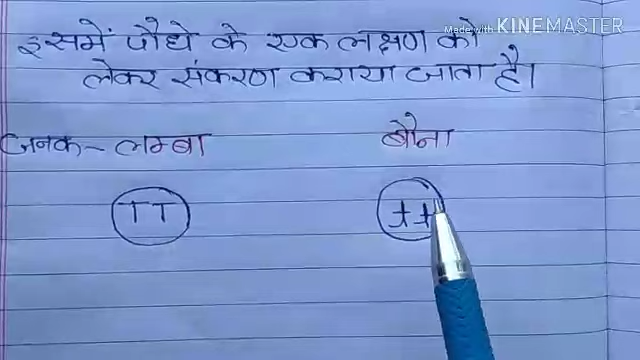 Made with KINEMASTER
इसमें पौधे के एक लक्षण को
लेकर संकरण कराया जाता है।
जनक - लम्बा बौना
TT tt